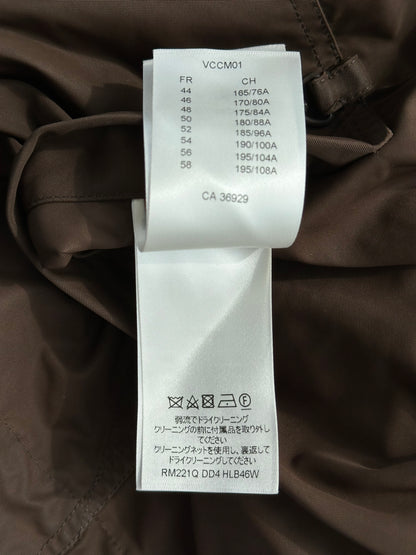 VCCM01
FR CH
44 165/76A
46 170/80A
48 175/84A
50 180/88A
52 185/96A
54 190/100A
56 195/104A
58 195/108A
CA 36929
弱流でドライクリーニング
クリーニングの前に付属品を取り外し
てください
クリーニングネットを使用し、裏返して
ドライクリーニングしてください
RM221Q DD4 HLB46W